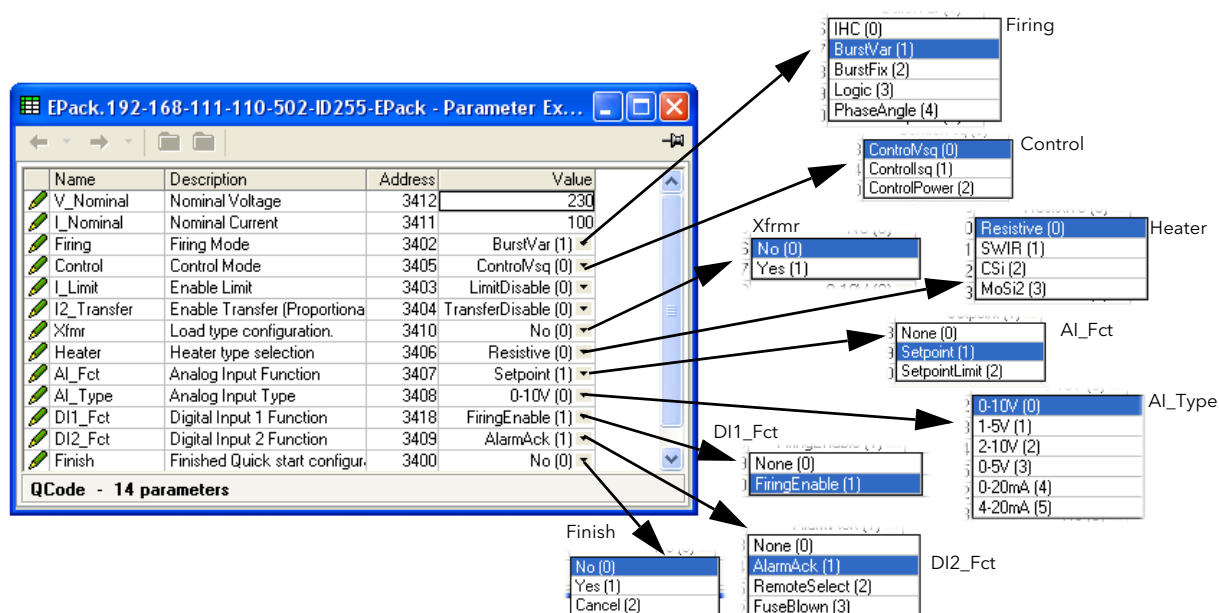 EPack.192-168-111-110-502-ID255-EPack - Parameter Ex...
Name Description Address Value
V_Nominal Nominal Voltage 3412 230
I_Nominal Nominal Current 3411 100
Firing Firing Mode 3402 BurstVar (1)
Control Control Mode 3405 ControlVsq (0)
I_Limit Enable Limit 3403 LimitDisable (0)
I2_Transfer Enable Transfer (Proportiona 3404 TransferDisable (0)
Xfmr Load type configuration. 3410 No (0)
Heater Heater type selection 3406 Resistive (0)
AI_Fct Analog Input Function 3407 Setpoint (1)
AI_Type Analog Input Type 3408 0-10V (0)
DI1_Fct Digital Input 1 Function 3418 FiringEnable (1)
DI2_Fct Digital Input 2 Function 3409 AlarmAck (1)
Finish Finished Quick start configur. 3400 No (0)
QCode - 14 parameters
Firing
IHC (0)
BurstVar (1)
BurstFix (2)
Logic (3)
PhaseAngle (4)
Control
ControlVsq (0)
ControlIsq (1)
ControlPower (2)
Xfrmr
No (0)
Yes (1)
Heater
Resistive (0)
SWIR (1)
CSi (2)
MoSi2 (3)
AI_Fct
None (0)
Setpoint (1)
SetpointLimit (2)
AI_Type
0-10V (0)
1-5V (1)
2-10V (2)
0-5V (3)
0-20mA (4)
4-20mA (5)
DI1_Fct
None (0)
FiringEnable (1)
Finish
No (0)
Yes (1)
Cancel (2)
DI2_Fct
None (0)
AlarmAck (1)
RemoteSelect (2)
FuseBlown (3)